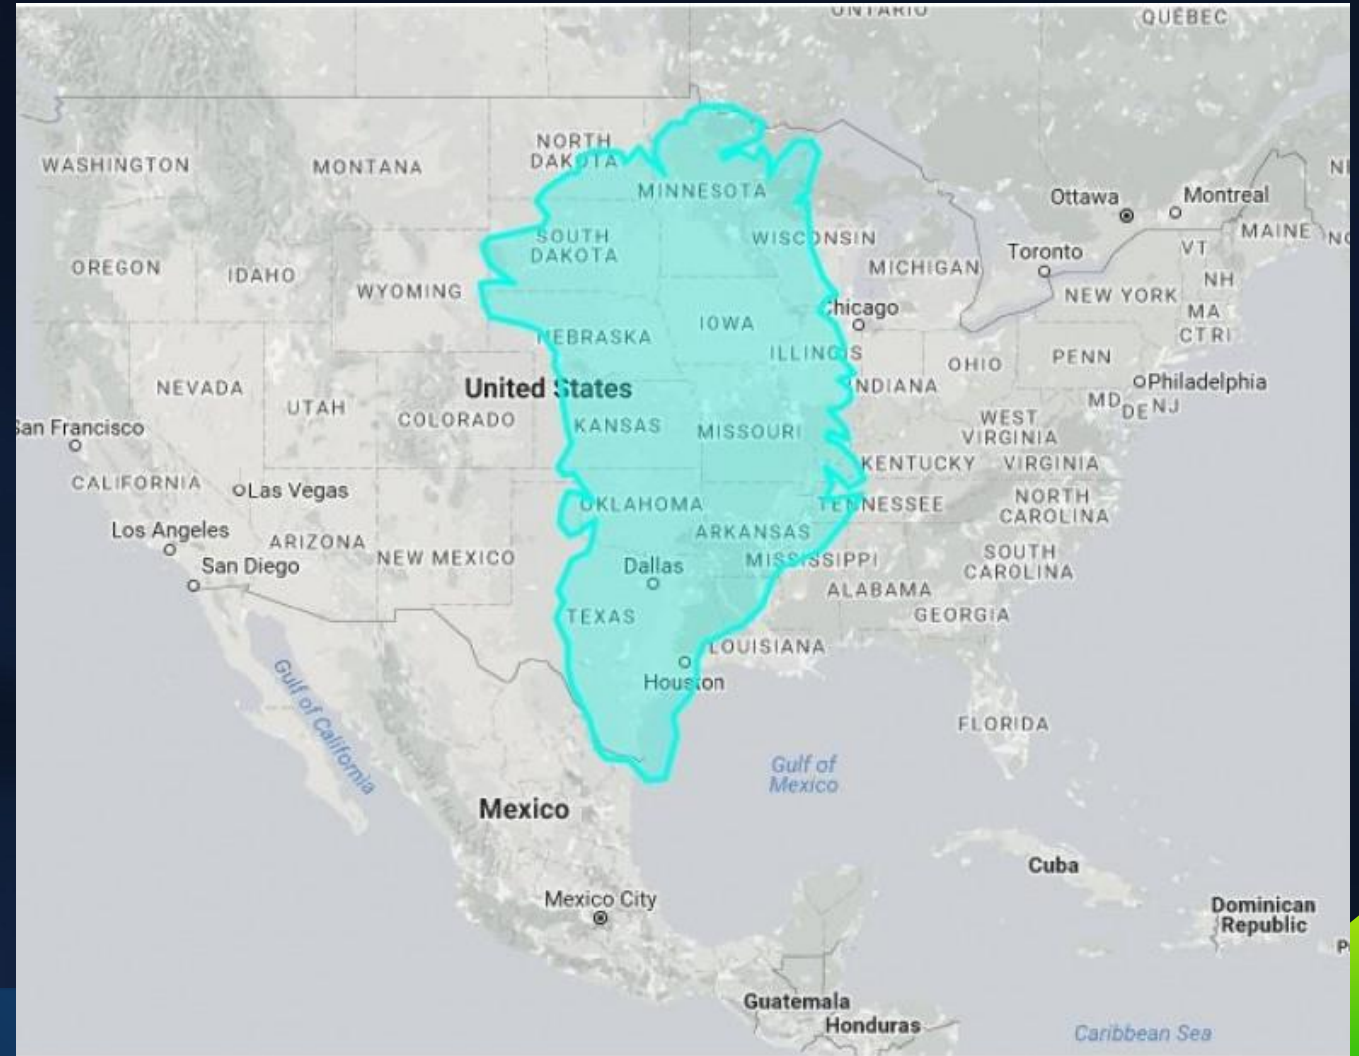 ONTARIO
QUÉBEC
NORTH
DAKOTA
WASHINGTON
MONTANA
MINNESOTA
Ottawa
Montreal
MAINE
SOUTH
DAKOTA
WISCONSIN
Toronto
VT
OREGON
IDAHO
MICHIGAN
NH
WYOMING
NEW YORK
Chicago
MA
NEBRASKA
IOWA
CT RI
ILLINOIS
OHIO
PENN
NEVADA
United States
INDIANA
Philadelphia
UTAH
COLORADO
MD
DE NJ
San Francisco
KANSAS
MISSOURI
WEST
VIRGINIA
KENTUCKY
VIRGINIA
CALIFORNIA
Las Vegas
OKLAHOMA
TENNESSEE
NORTH
CAROLINA
Los Angeles
ARIZONA
NEW MEXICO
ARKANSAS
San Diego
Dallas
MISSISSIPPI
SOUTH
CAROLINA
ALABAMA
TEXAS
GEORGIA
LOUISIANA
Houston
Gulf of California
FLORIDA
Gulf of
Mexico
Mexico
Cuba
Mexico City
Dominican
Republic
Guatemala
Honduras
Caribbean Sea